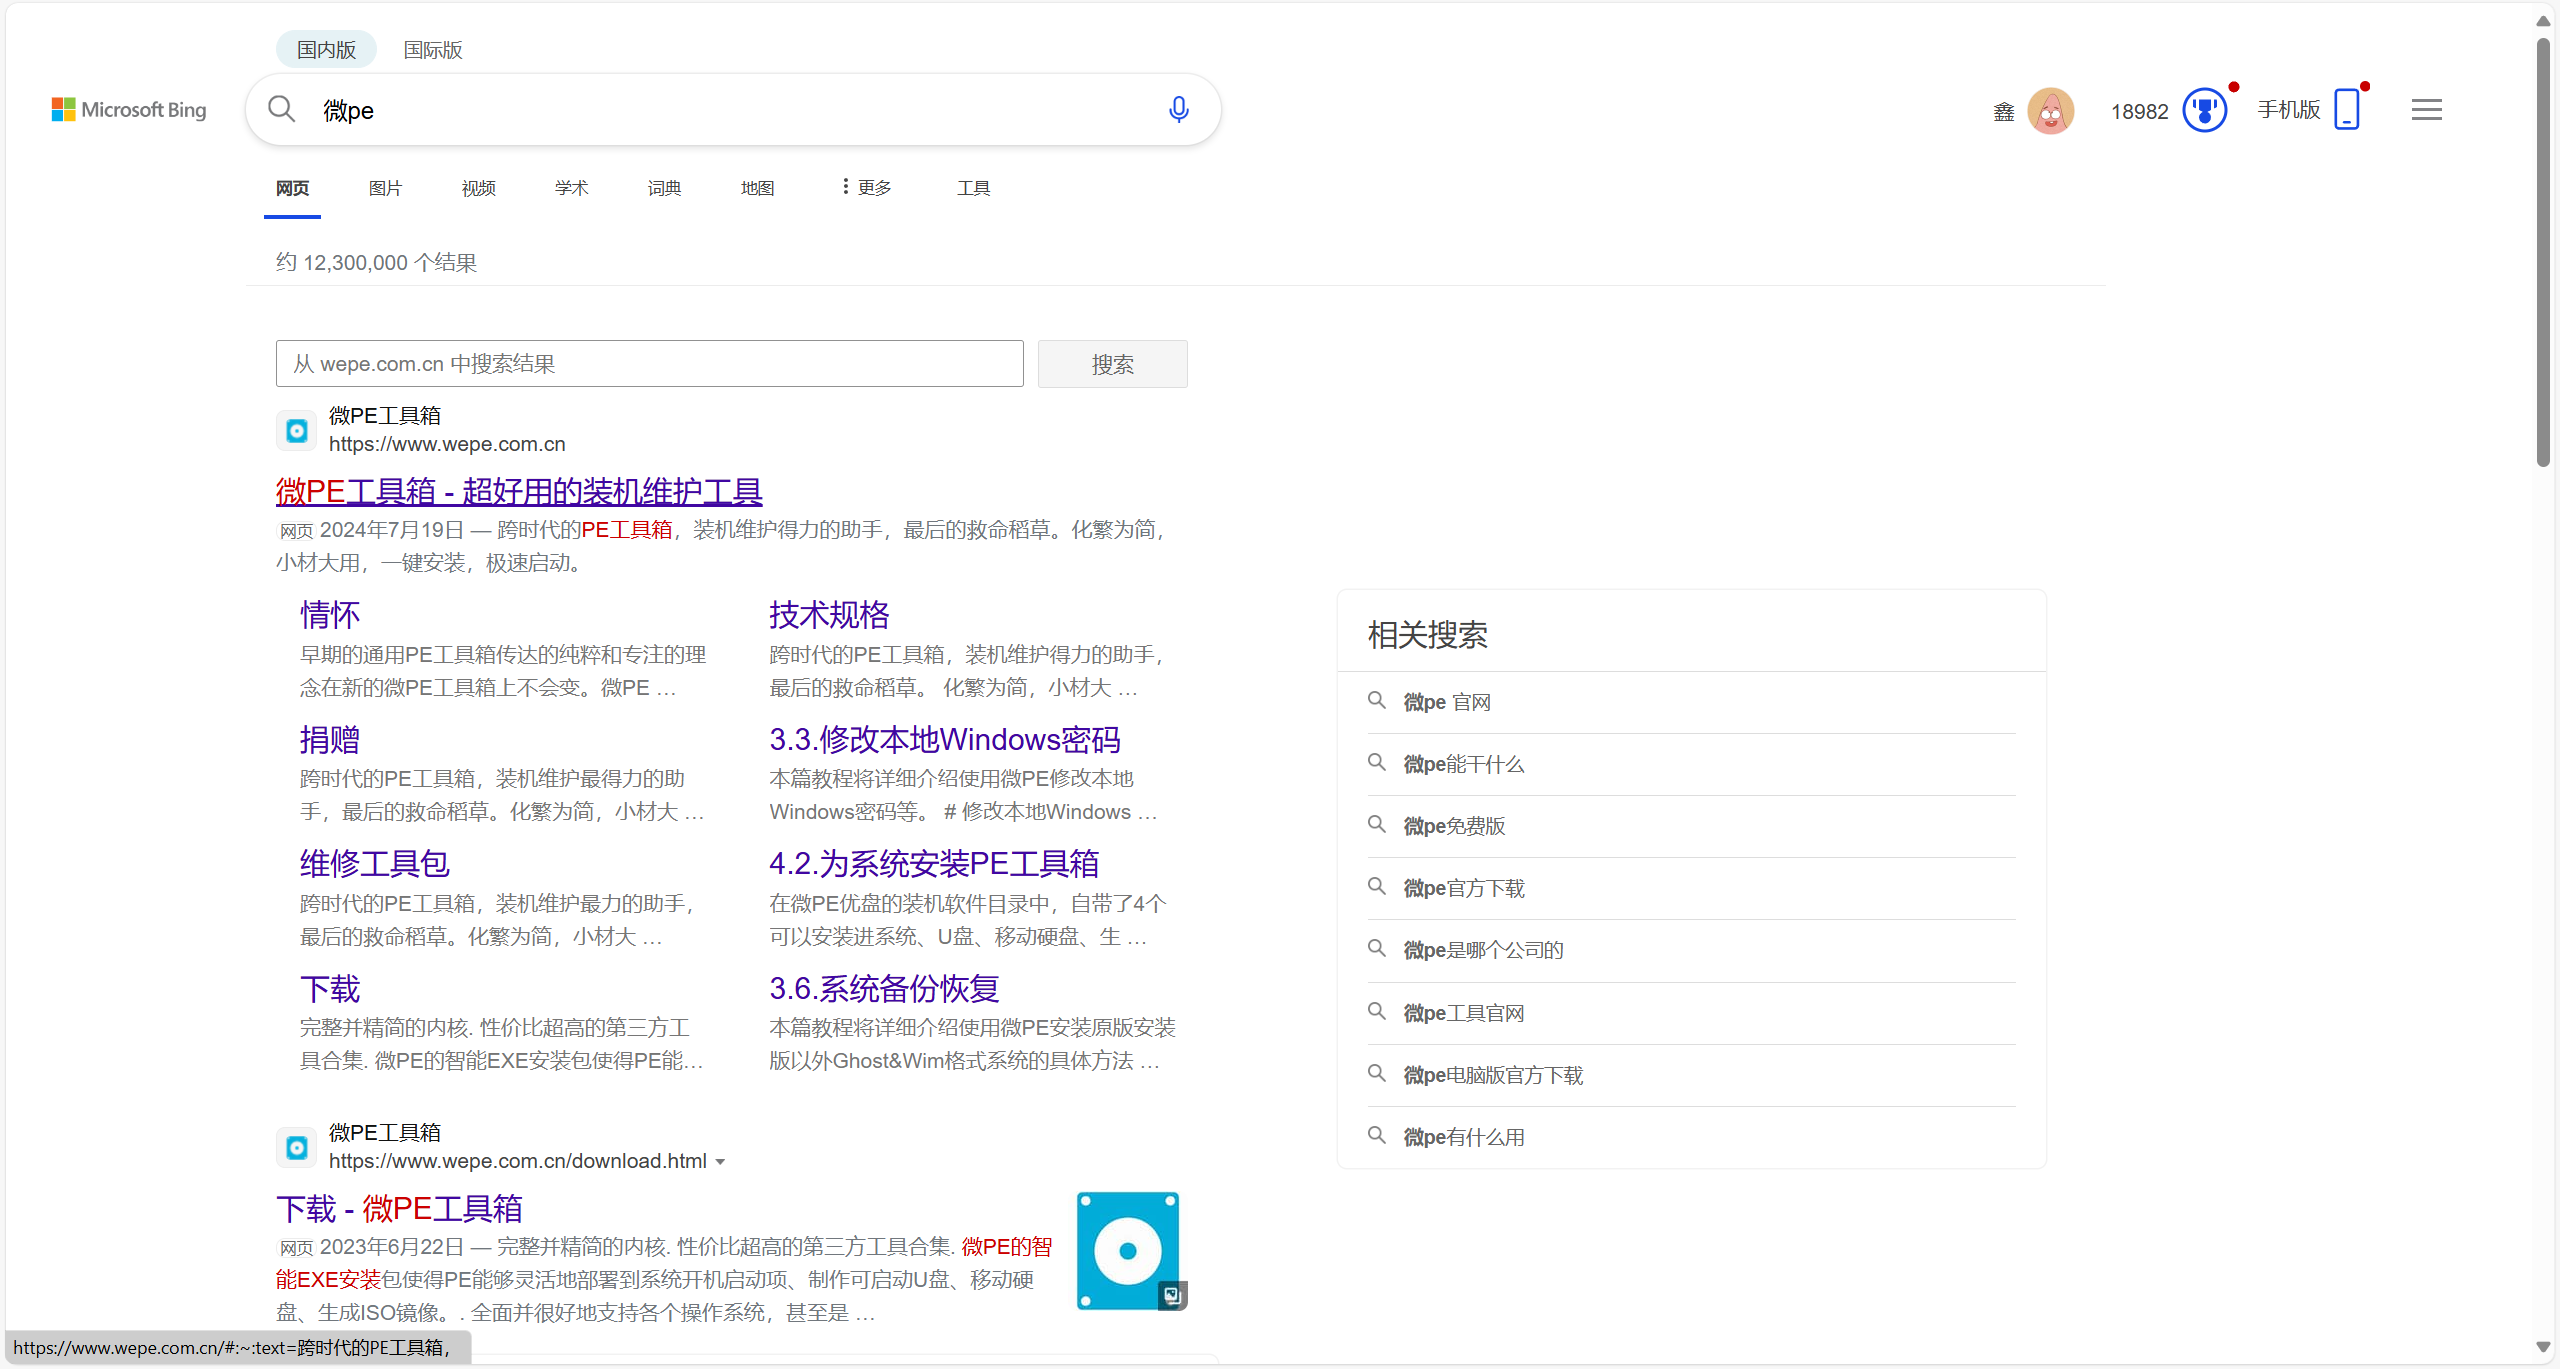 国内版 国际版
Microsoft Bing
微pe
鑫 18982 手机版
网页 图片 视频 学术 词典 地图 更多 工具
约 12,300,000 个结果
从 wepe.com.cn 中搜索结果 搜索
微PE工具箱
https://www.wepe.com.cn
微PE工具箱 - 超好用的装机维护工具
网页 2024年7月19日 — 跨时代的PE工具箱，装机维护得力的助手，最后的救命稻草。化繁为简，
小材大用，一键安装，极速启动。
情怀
早期的通用PE工具箱传达的纯粹和专注的理
念在新的微PE工具箱上不会变。微PE …
技术规格
跨时代的PE工具箱，装机维护得力的助手，
最后的救命稻草。 化繁为简，小材大 …
捐赠
跨时代的PE工具箱，装机维护最得力的助
手，最后的救命稻草。化繁为简，小材大 …
3.3.修改本地Windows密码
本篇教程将详细介绍使用微PE修改本地
Windows密码等。 # 修改本地Windows …
维修工具包
跨时代的PE工具箱，装机维护最力的助手，
最后的救命稻草。化繁为简，小材大 …
4.2.为系统安装PE工具箱
在微PE优盘的装机软件目录中，自带了4个
可以安装进系统、U盘、移动硬盘、生 …
下载
完整并精简的内核. 性价比超高的第三方工
具合集. 微PE的智能EXE安装包使得PE能…
3.6.系统备份恢复
本篇教程将详细介绍使用微PE安装原版安装
版以外Ghost&Wim格式系统的具体方法 …
微PE工具箱
https://www.wepe.com.cn/download.html
下载 - 微PE工具箱
网页 2023年6月22日 — 完整并精简的内核. 性价比超高的第三方工具合集. 微PE的智
能EXE安装包使得PE能够灵活地部署到系统开机启动项、制作可启动U盘、移动硬
盘、生成ISO镜像。. 全面并很好地支持各个操作系统，甚至是 …
相关搜索
微pe 官网
微pe能干什么
微pe免费版
微pe官方下载
微pe是哪个公司的
微pe工具官网
微pe电脑版官方下载
微pe有什么用
https://www.wepe.com.cn/#:~:text=跨时代的PE工具箱，